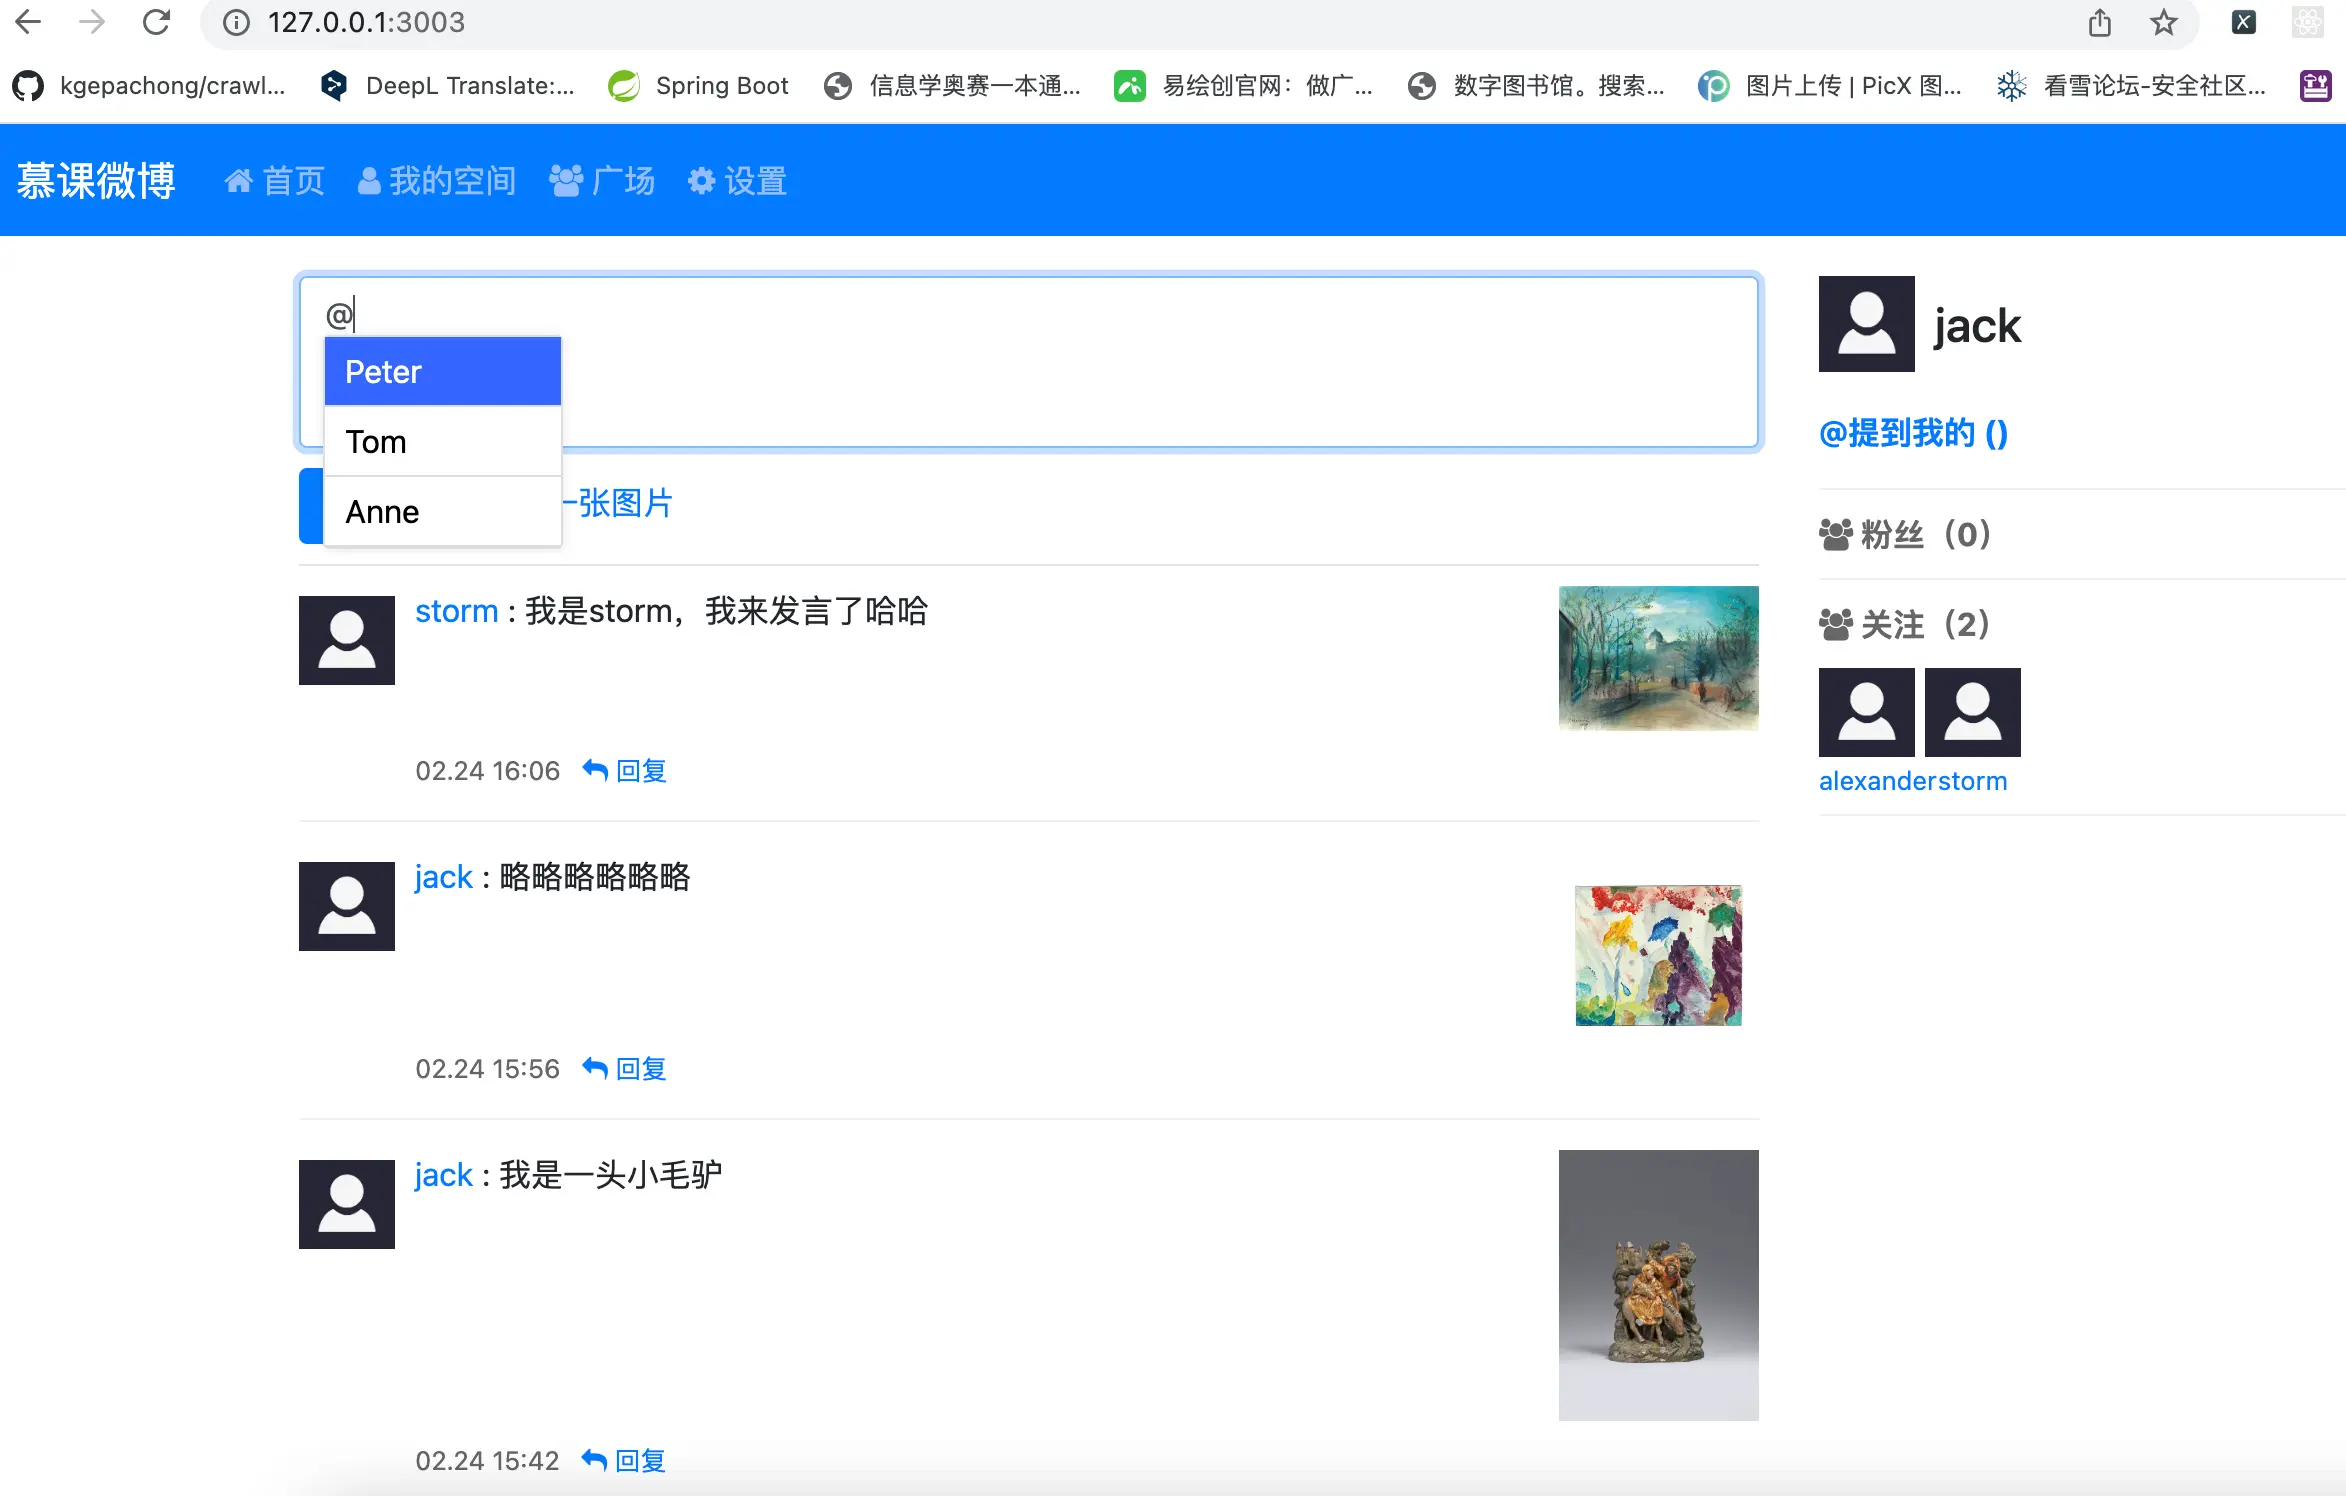 127.0.0.1:3003
kgepachong/crawl... DeepL Translate:... Spring Boot 信息学奥赛一本通... 易绘创官网：做广... 数字图书馆。搜索... 图片上传 | PicX 图... 看雪论坛-安全社区...
慕课微博 首页 我的空间 广场 设置
@
Peter
Tom
Anne
一张图片
storm : 我是storm，我来发言了哈哈
02.24 16:06 回复
jack : 略略略略略略
02.24 15:56 回复
jack : 我是一头小毛驴
02.24 15:42 回复
jack
@提到我的 ()
粉丝（0）
关注（2）
alexanderstorm